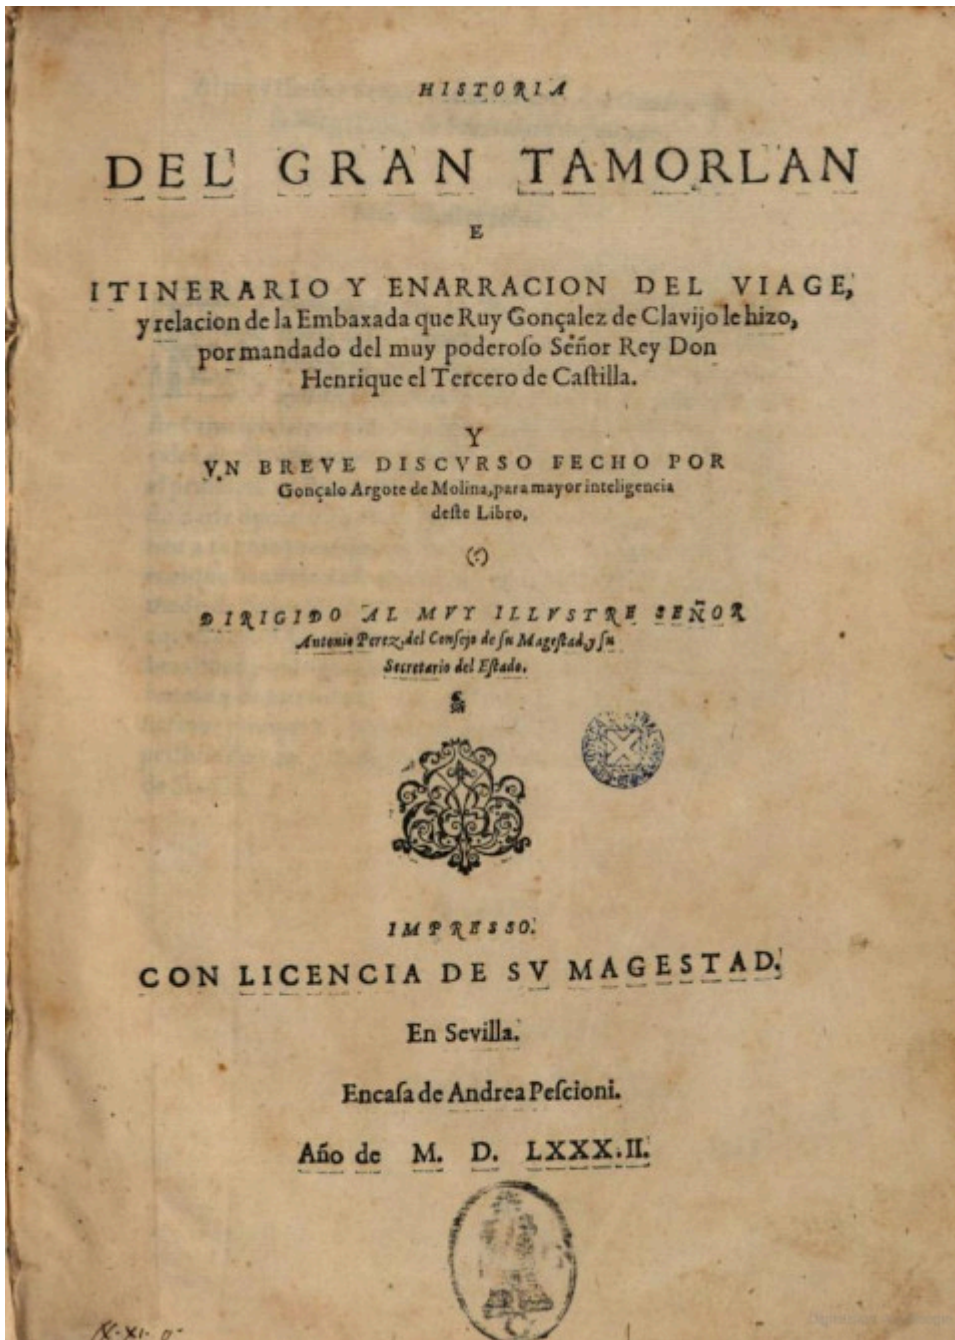 HISTORIA
DEL GRAN TAMORLAN
E
ITINERARIO Y ENARRACION DEL VIAGE,
y relacion de la Embaxada que Ruy Gonçalez de Clavijo le hizo,
por mandado del muy poderoſo Señor Rey Don
Henrique el Tercero de Caſtilla.
Y
VN BREVE DISCVRSO FECHO POR
Gonçalo Argote de Molina, para mayor inteligencia
deſte Libro,
DIRIGIDO AL MVY ILLVSTRE SEÑOR
Antonio Perez, del Conſejo de ſu Mageſtad, y ſu
Secretario del Eſtado.
IMPRESSO.
CON LICENCIA DE SV MAGESTAD.
En Sevilla.
En caſa de Andrea Peſcioni.
Año de M. D. LXXX.II.